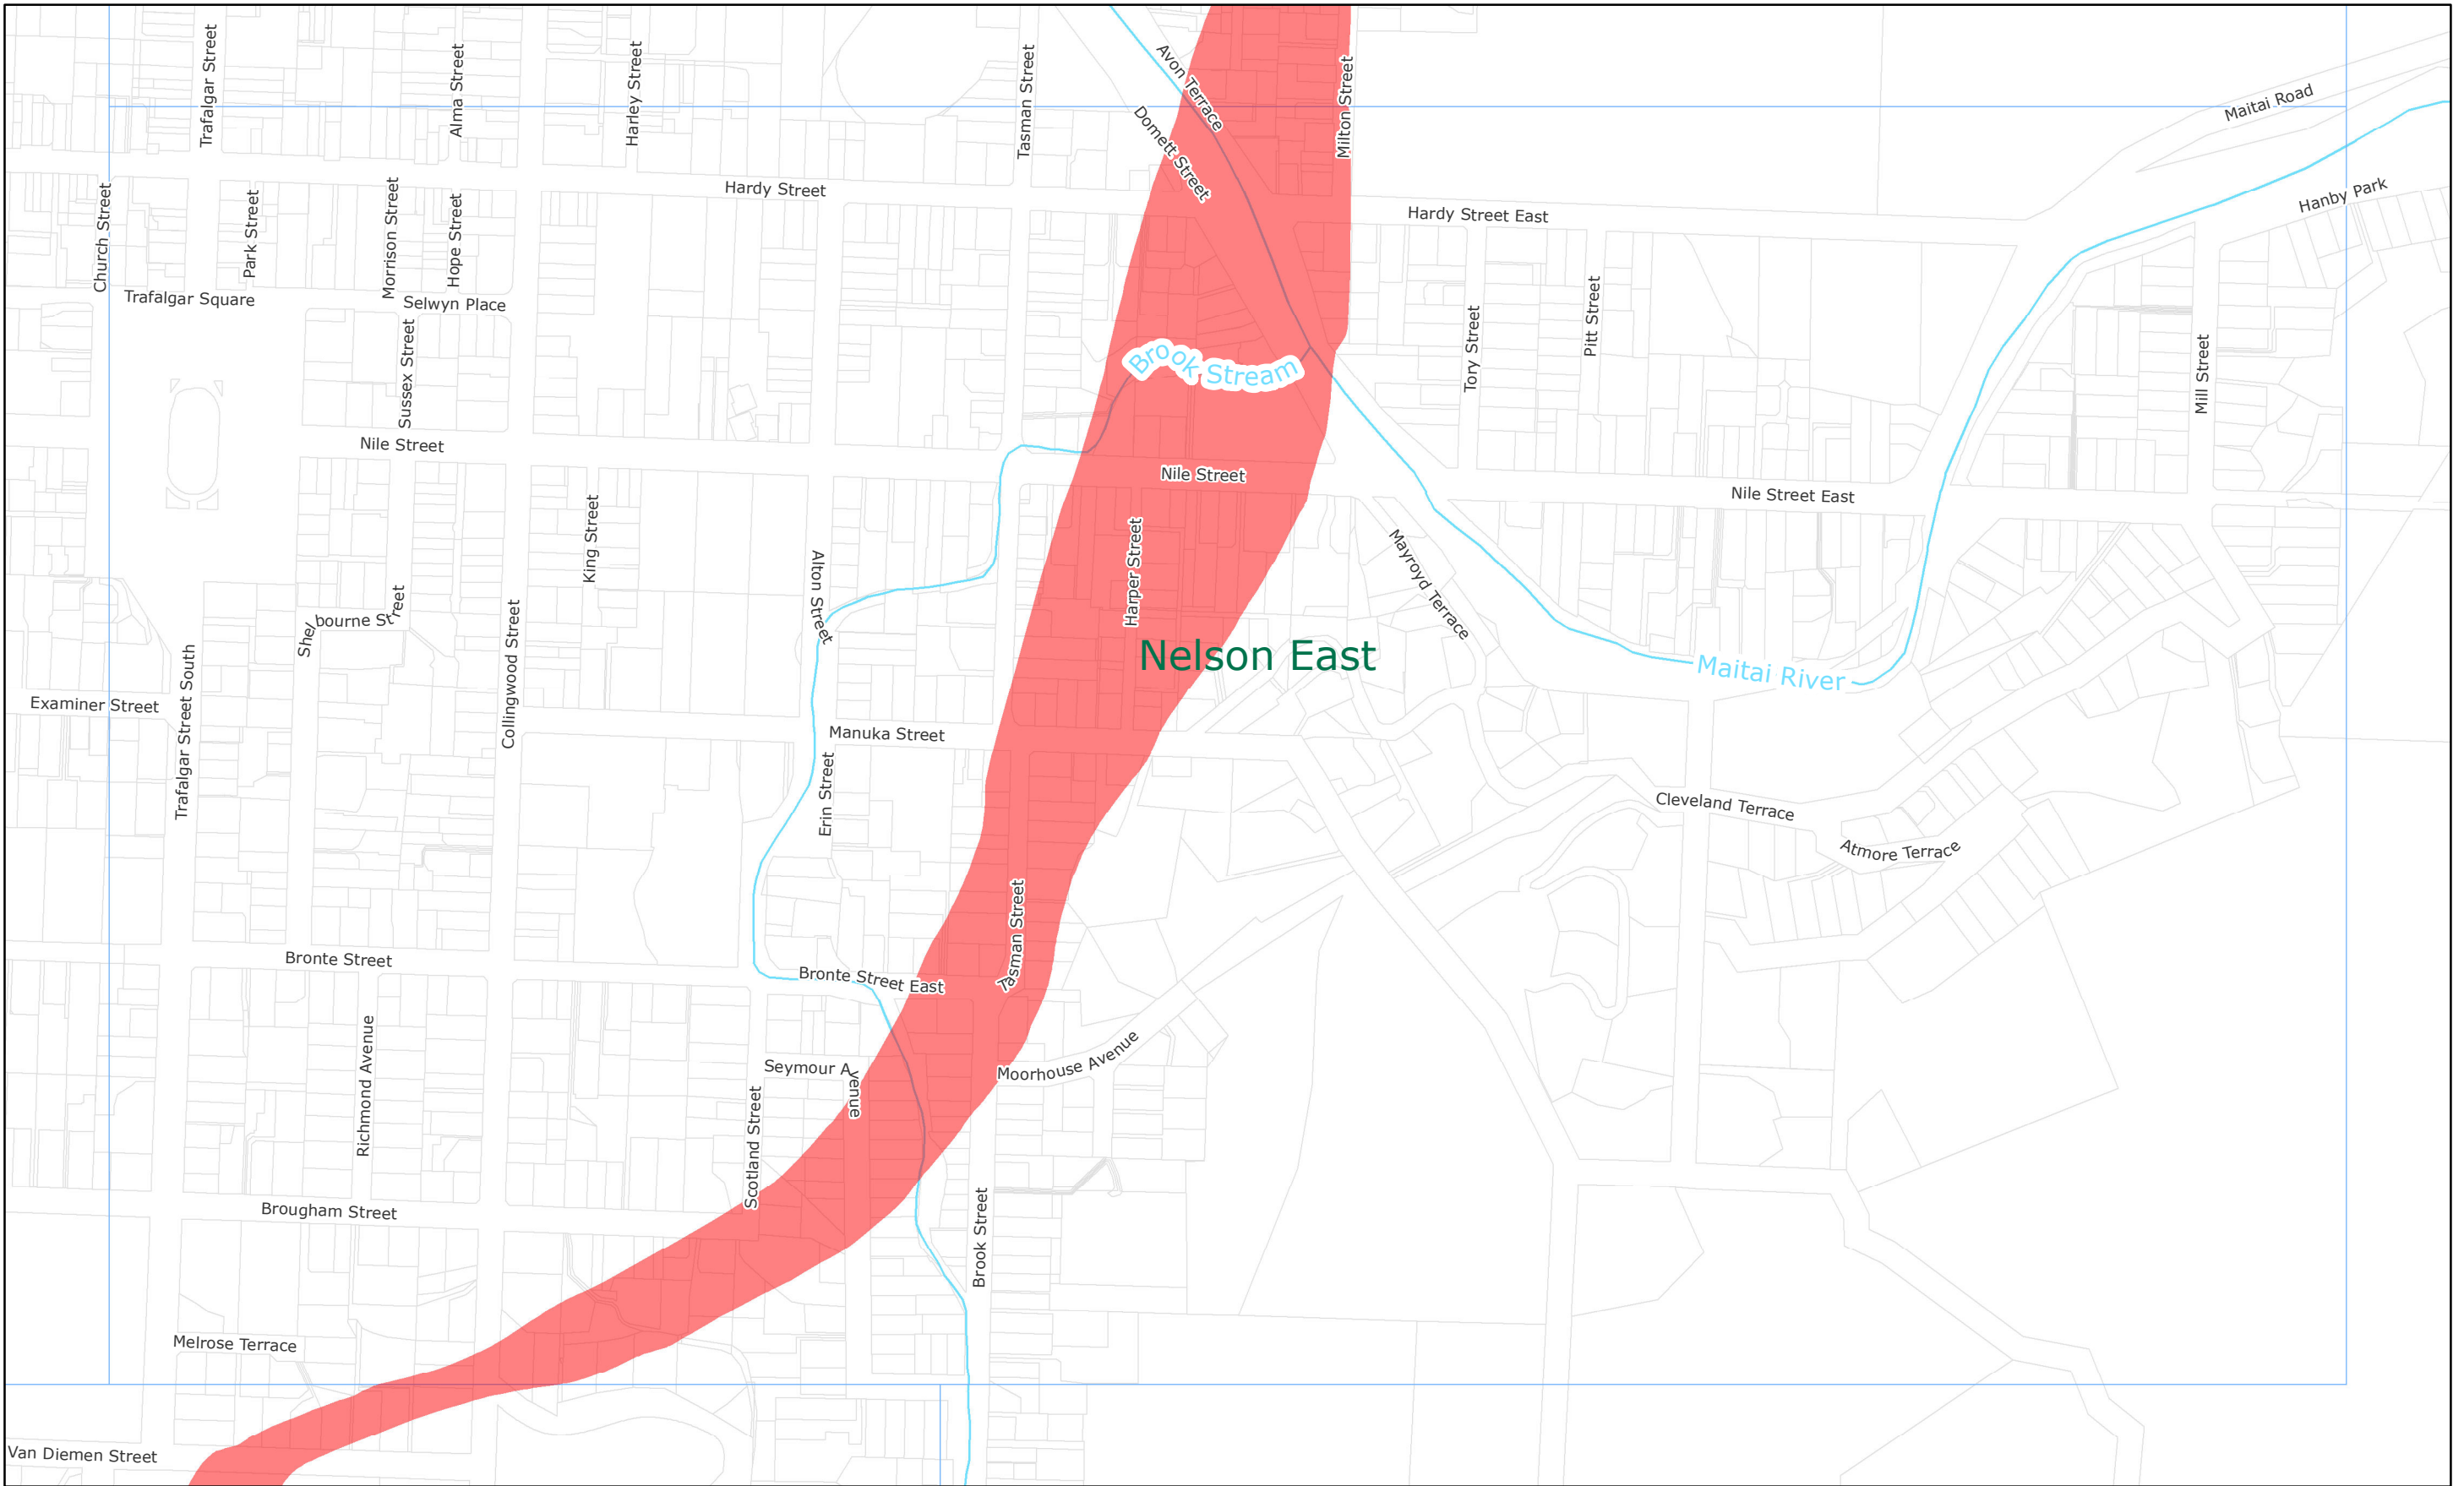 Trafalgar Street
Alma Street
Harley Street
Tasman Street
Avon Terrace
Domett Street
Milton Street
Maitai Road
Hanby Park
Hardy Street
Hardy Street East
Church Street
Park Street
Morrison Street
Hope Street
Trafalgar Square
Selwyn Place
Sussex Street
Brook Stream
Tory Street
Pitt Street
Mill Street
Nile Street
Nile Street
Nile Street East
King Street
Alton Street
Harper Street
Mayroyd Terrace
Shelbourne Street
Collingwood Street
Nelson East
Maitai River
Trafalgar Street South
Examiner Street
Manuka Street
Erin Street
Cleveland Terrace
Atmore Terrace
Tasman Street
Bronte Street
Bronte Street East
Richmond Avenue
Seymour Avenue
Moorhouse Avenue
Scotland Street
Brougham Street
Brook Street
Melrose Terrace
Van Diemen Street